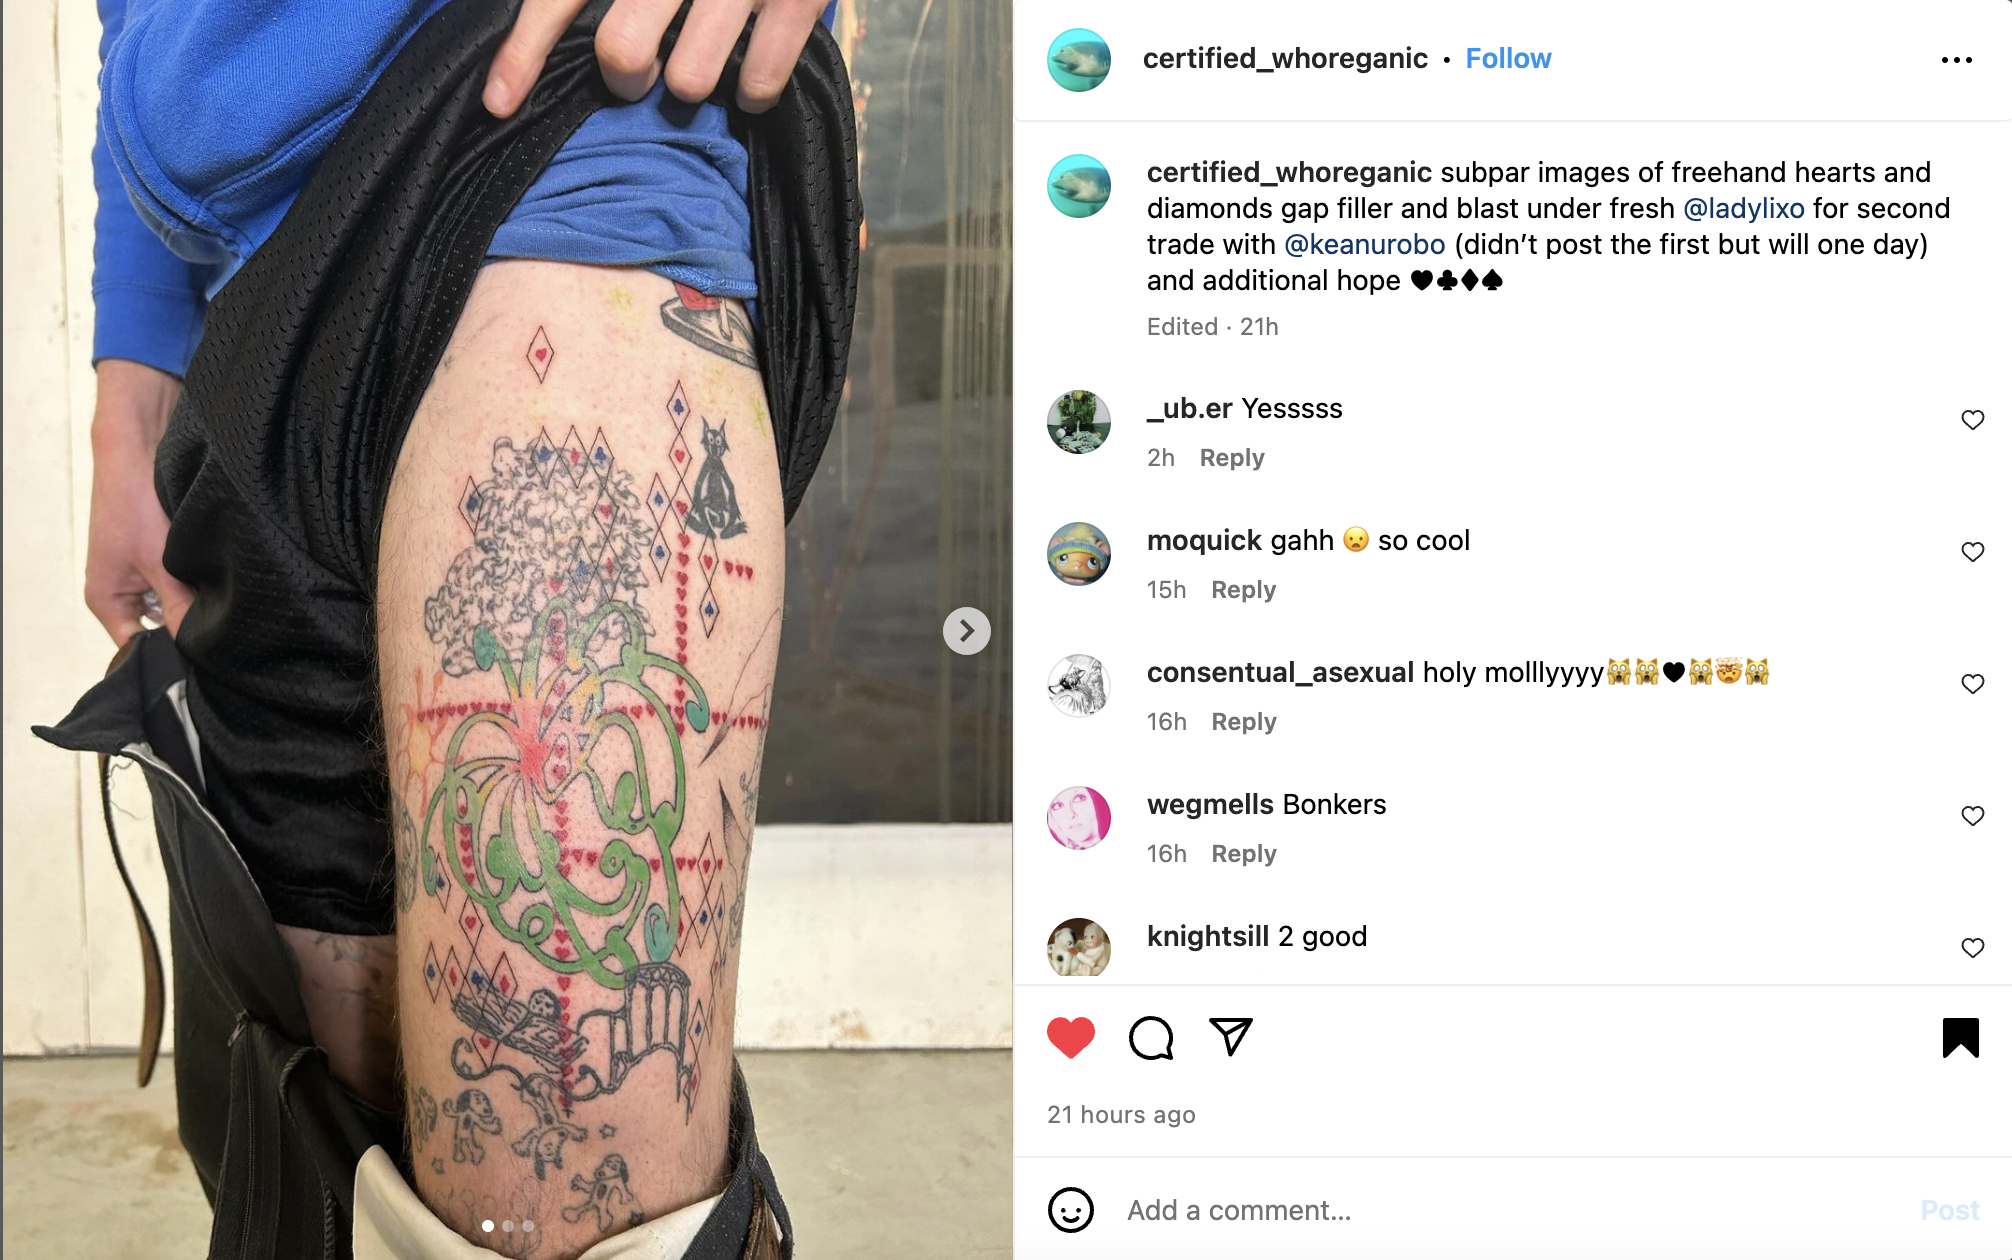 certified_whoreganic • Follow
certified_whoreganic subpar images of freehand hearts and
diamonds gap filler and blast under fresh @ladylixo for second
trade with @keanurobo (didn’t post the first but will one day)
and additional hope ♥♣♦♠
Edited · 21h
_ub.er Yesssss
2h Reply
moquick gahh 😦 so cool
15h Reply
consentual_asexual holy molllyyyy🙀🙀♥🙀🤯🙀
16h Reply
wegmells Bonkers
16h Reply
knightsill 2 good
21 hours ago
Add a comment...
Post